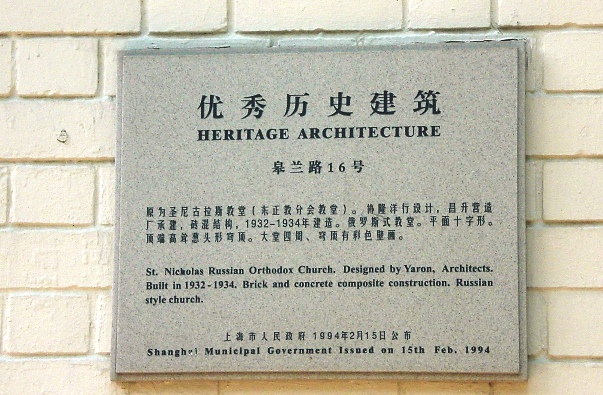 优秀历史建筑
HERITAGE ARCHITECTURE
皋兰路16号
原为圣尼古拉斯教堂（东正教分会教堂）。协隆洋行设计，昌升营造
厂承建，砖混结构，1932-1934年建造。俄罗斯式教堂。平面十字形。
顶端高耸葱头形穹顶。大堂四周、穹顶有彩色壁画。
St. Nicholas Russian Orthodox Church. Designed by Yaron, Architects.
Built in 1932 - 1934. Brick and concrete composite construction. Russian
style church.
上海市人民政府 1994年2月15日公布
Shanghai Municipal Government Issued on 15th Feb. 1994